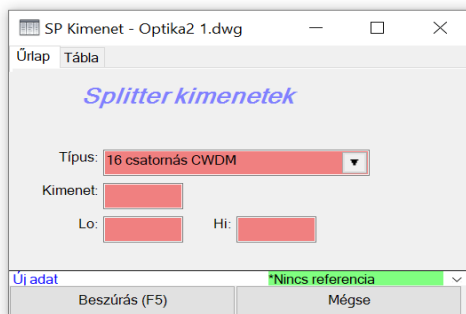 SP Kimenet - Optika2 1.dwg
Űrlap Tábla
Splitter kimenetek
Típus: 16 csatornás CWDM
Kimenet:
Lo: Hi:
Új adat *Nincs referencia
Beszúrás (F5) Mégse